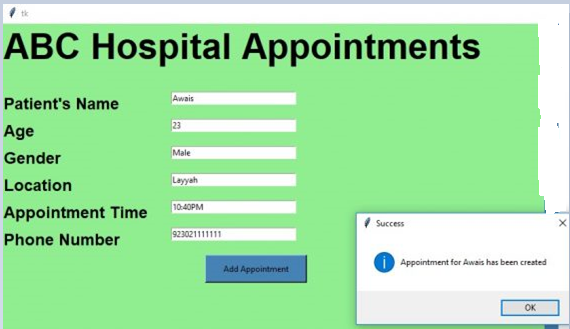 tk
ABC Hospital Appointments
Patient's Name Awais
Age 23
Gender Male
Location Layyah
Appointment Time 10:40PM
Phone Number 923021111111
Add Appointment
Success
Appointment for Awais has been created
OK